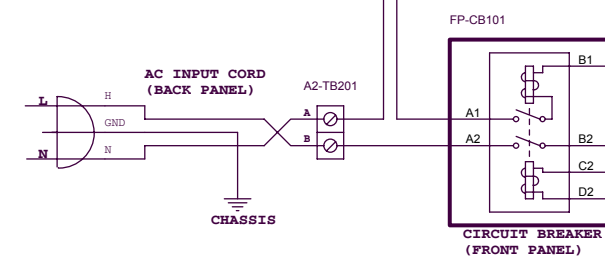 FP-CB101
B1
AC INPUT CORD
(BACK PANEL)
A2-TB201
L
H
A
A1
GND
B
A2
B2
N
N
C2
D2
CHASSIS
CIRCUIT BREAKER
(FRONT PANEL)